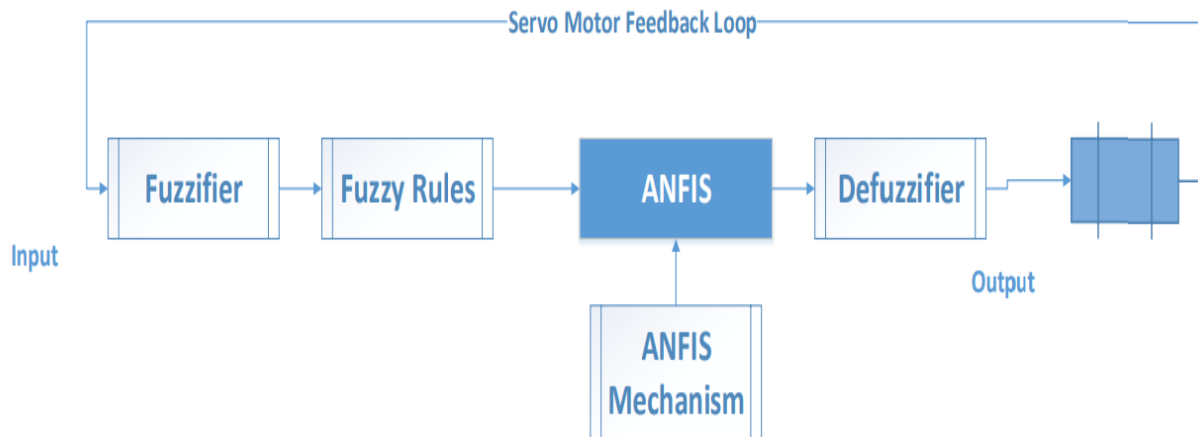 Servo Motor Feedback Loop
Fuzzifier
Fuzzy Rules
ANFIS
Defuzzifier
Input
Output
ANFIS
Mechanism